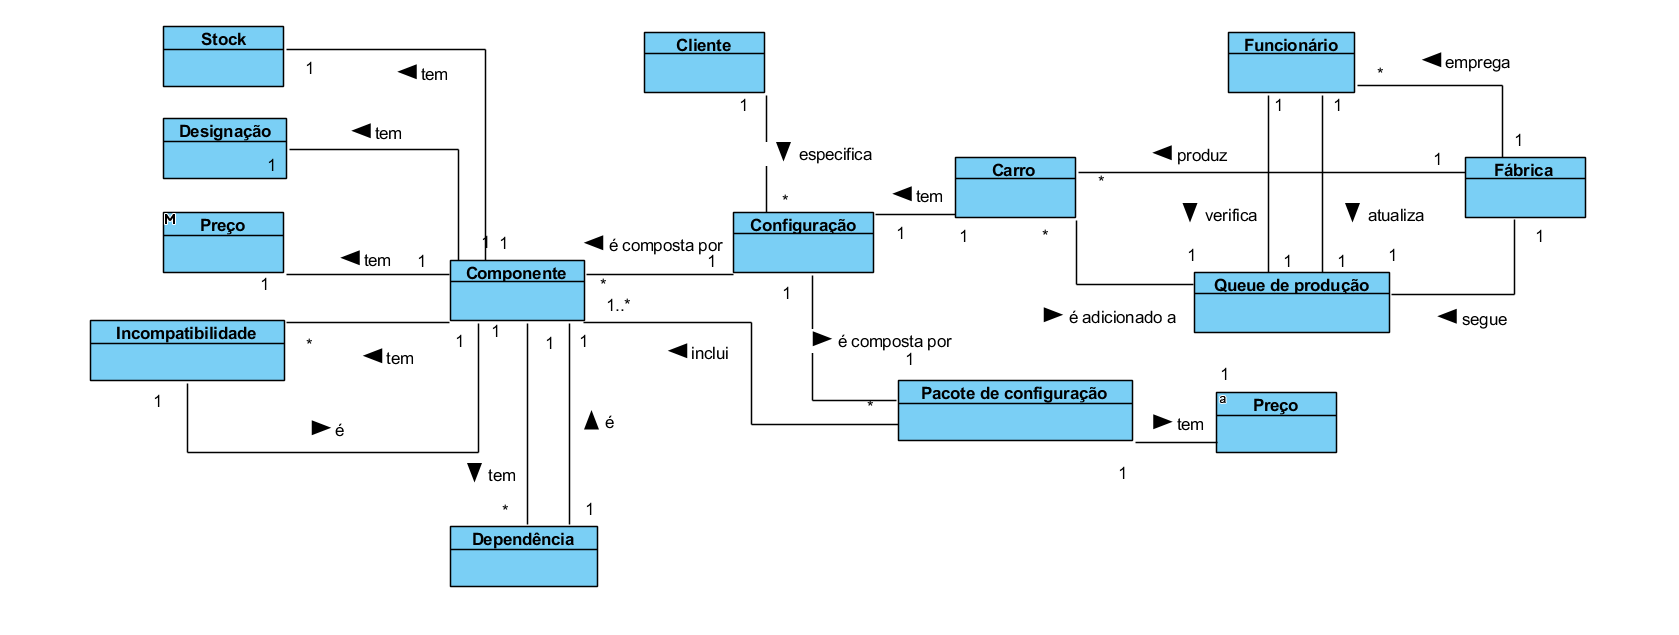 Stock
1
tem
Cliente
1
Funcionário
*
emprega
1
1
1
Designação
1
tem
especifica
*
Carro
produz
*
1
Fábrica
M
Preço
1
tem
1
1
1
Configuração
tem
1
1
*
verifica
atualiza
1
é composta por
1
*
1..*
Componente
1
1
1
1
Queue de produção
é adicionado a
segue
Incompatibilidade
*
tem
1
1
1
1
1
é
inclui
1
é composta por
1
*
Pacote de configuração
tem
1
1
a
Preço
tem
*
é
1
Dependência